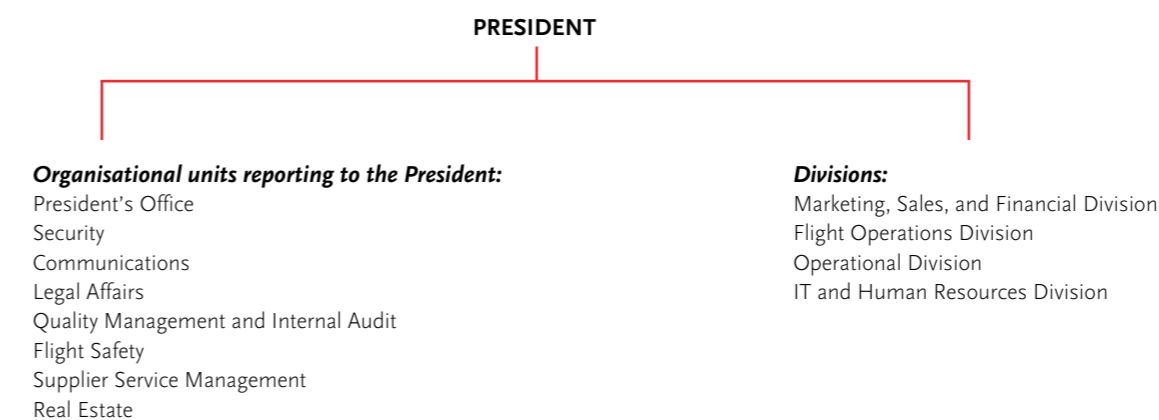 PRESIDENT
Organisational units reporting to the President:
President’s Office
Security
Communications
Legal Affairs
Quality Management and Internal Audit
Flight Safety
Supplier Service Management
Real Estate
Divisions:
Marketing, Sales, and Financial Division
Flight Operations Division
Operational Division
IT and Human Resources Division